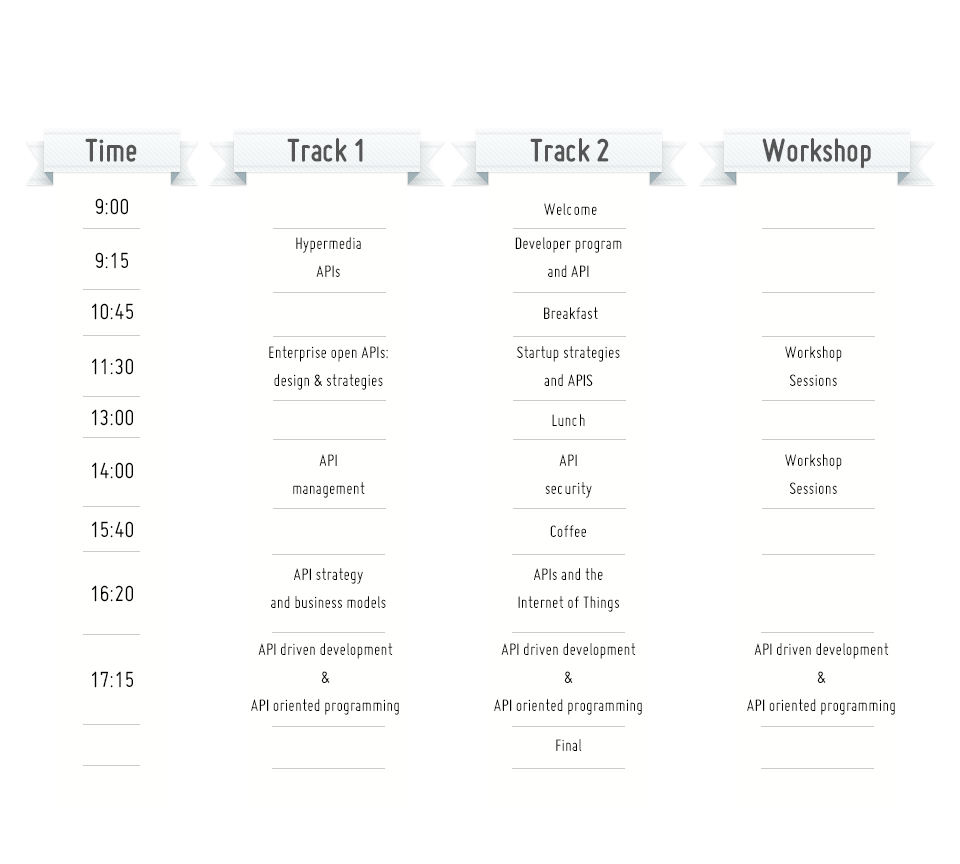 Time Track 1 Track 2 Workshop
9:00 Welcome
Hypermedia Developer program
9:15
APIs and API
10:45 Breakfast
Enterprise open APIs: Startup strategies Workshop
11:30
design & strategies and APIS Sessions
13:00 Lunch
API API Workshop
14:00
management security Sessions
15:40 Coffee
API strategy APIs and the
16:20
and business models Internet of Things
API driven development API driven development API driven development
17:15 & & &
API oriented programming API oriented programming API oriented programming
Final